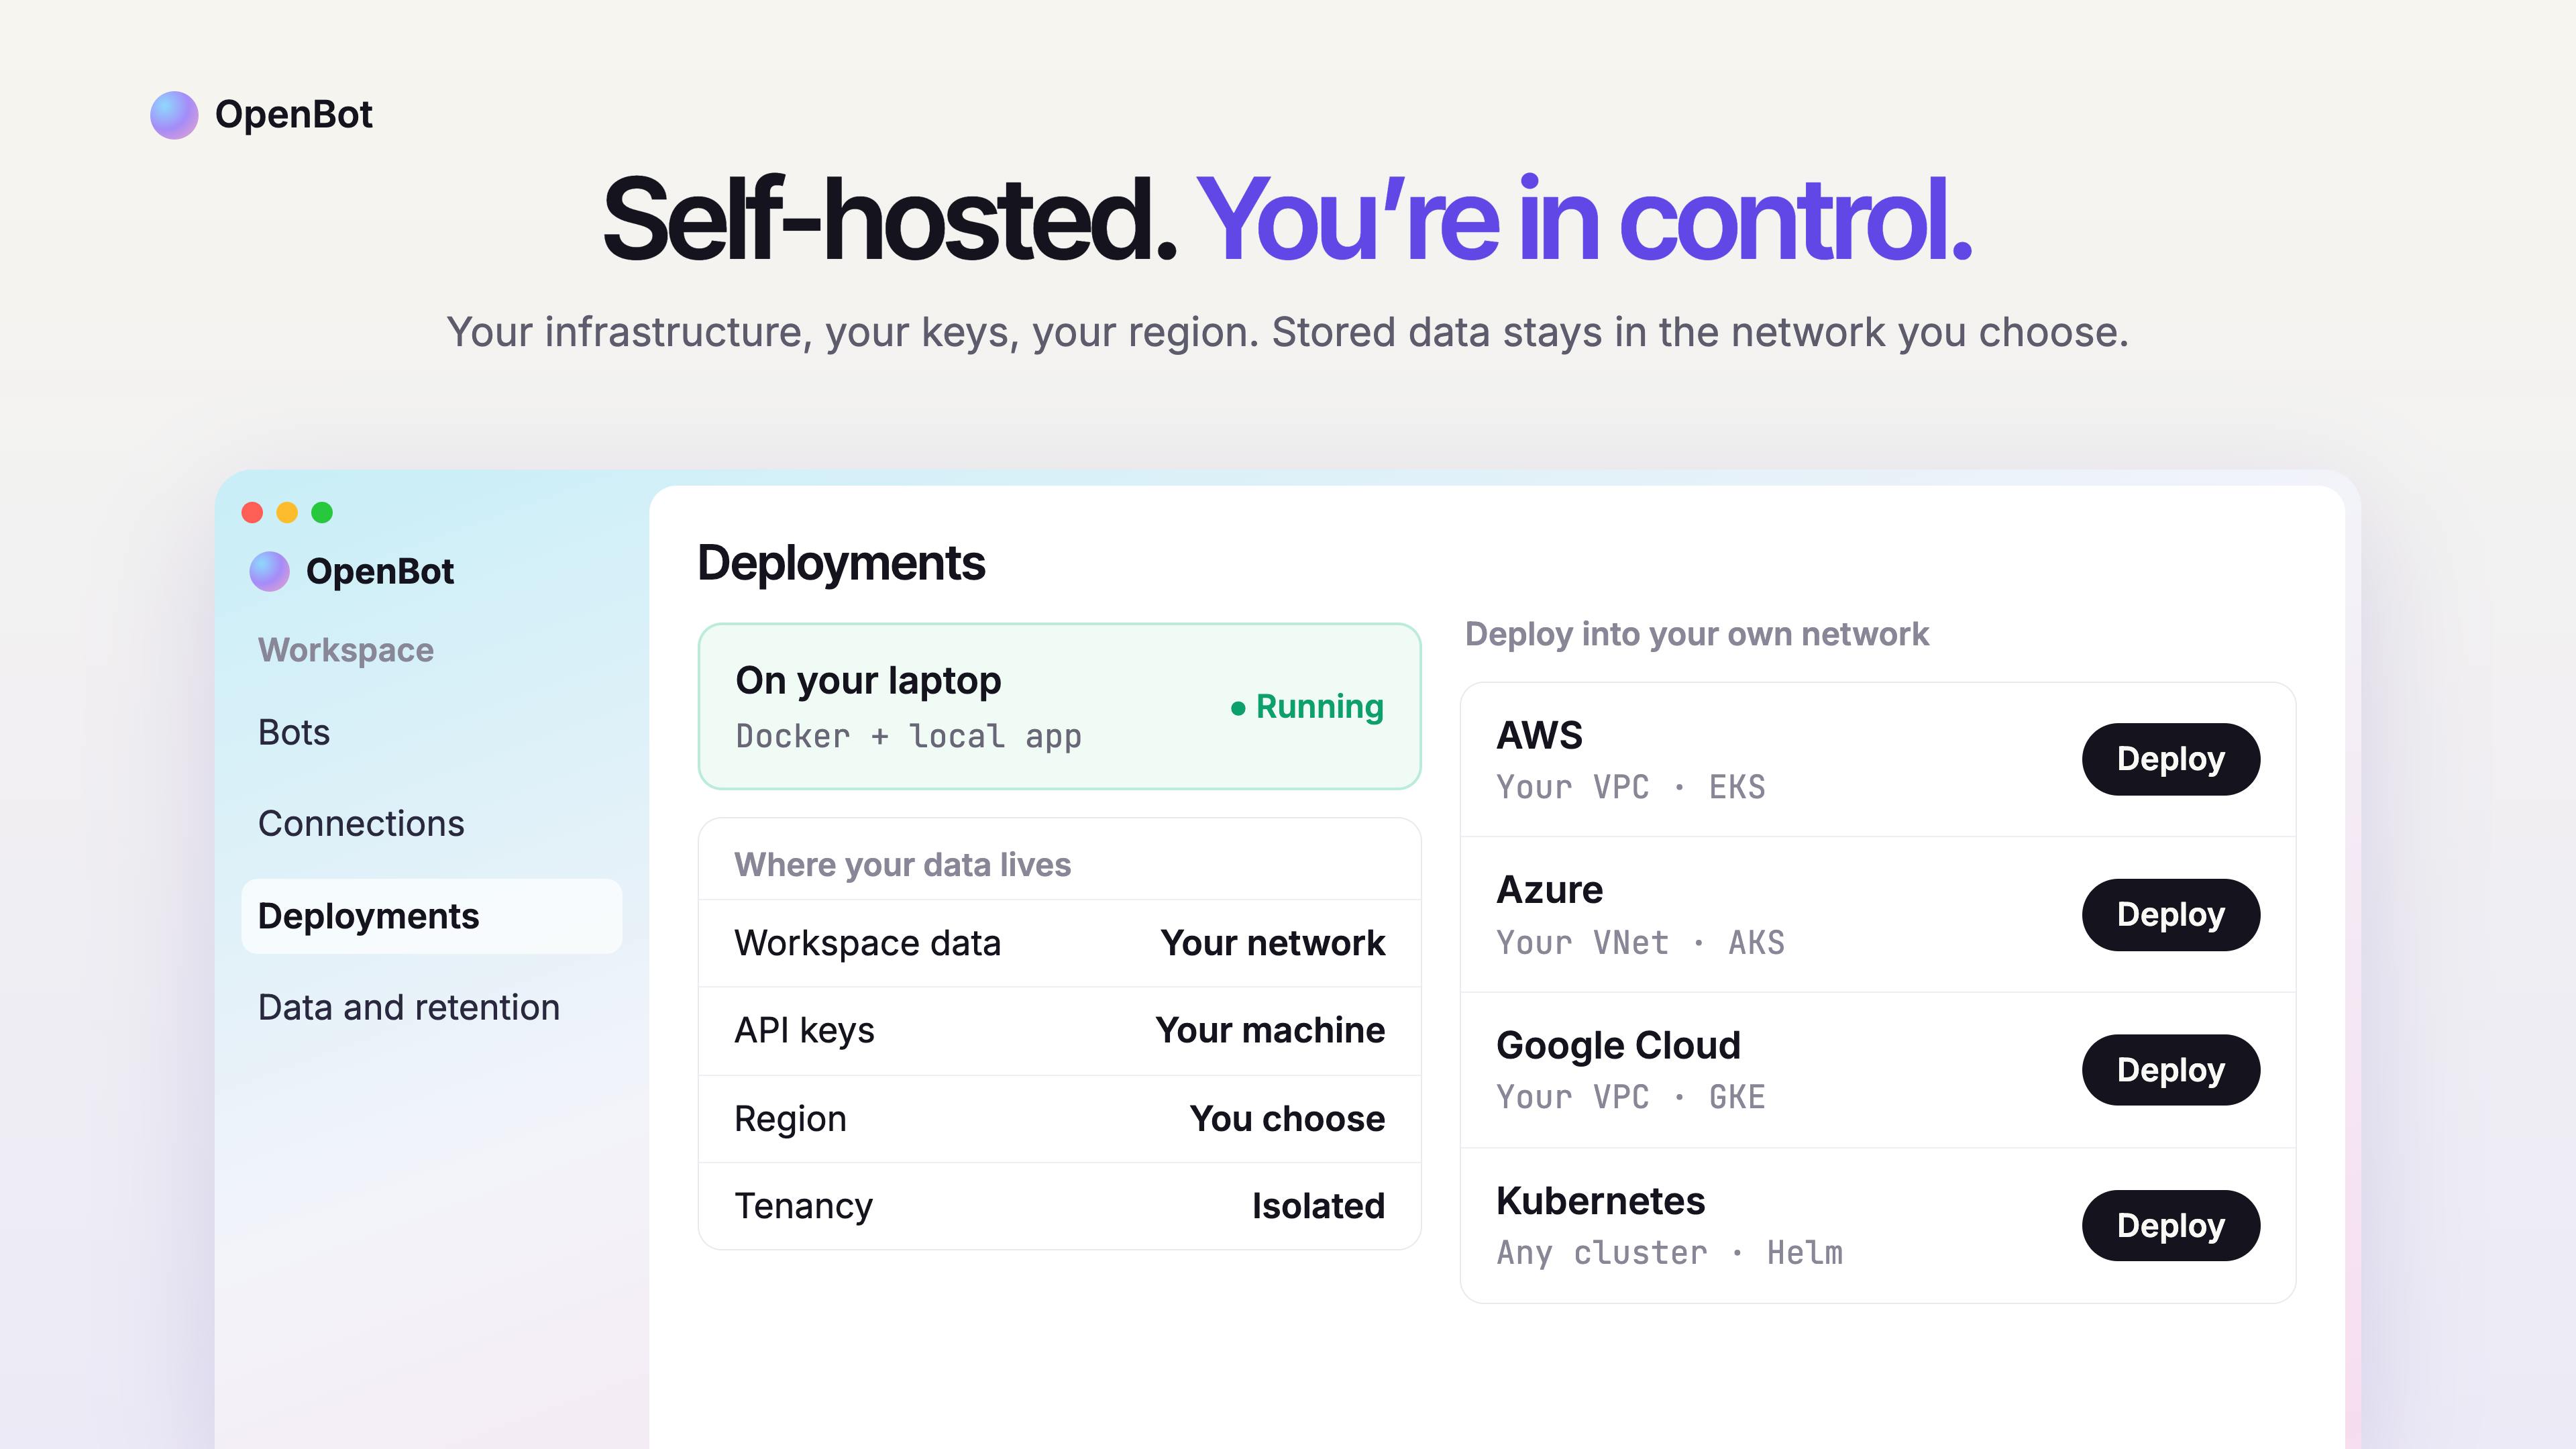 OpenBot
Self-hosted. You’re in control.
Your infrastructure, your keys, your region. Stored data stays in the network you choose.
OpenBot
Workspace
Bots
Connections
Deployments
Data and retention
Deployments
On your laptop
Docker + local app
● Running
Where your data lives
Workspace data Your network
API keys Your machine
Region You choose
Tenancy Isolated
Deploy into your own network
AWS
Your VPC · EKS
Deploy
Azure
Your VNet · AKS
Deploy
Google Cloud
Your VPC · GKE
Deploy
Kubernetes
Any cluster · Helm
Deploy